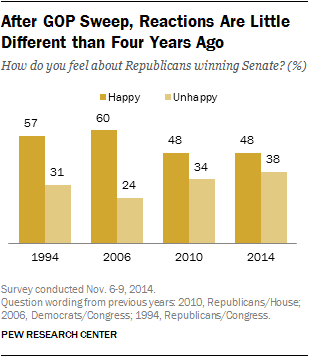 After GOP Sweep, Reactions Are Little
Different than Four Years Ago
How do you feel about Republicans winning Senate? (%)
Happy Unhappy
57 31 60 24 48 34 48 38
1994 2006 2010 2014
Survey conducted Nov. 6-9, 2014.
Question wording from previous years: 2010, Republicans/House;
2006, Democrats/Congress; 1994, Republicans/Congress.
PEW RESEARCH CENTER